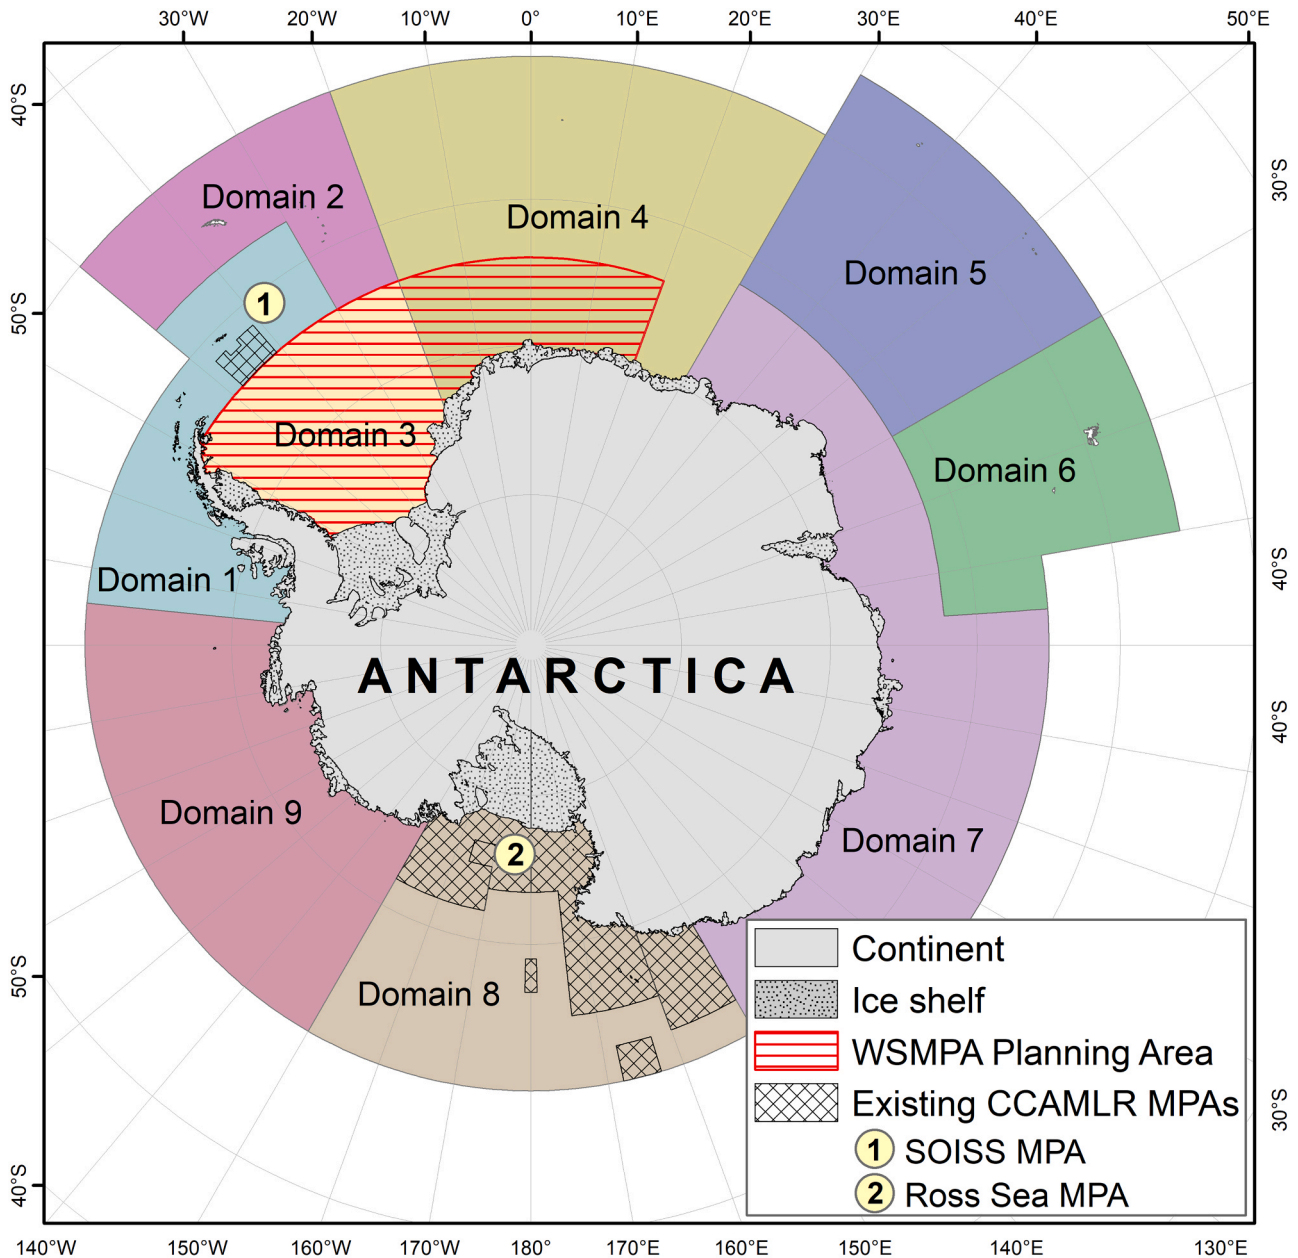 30°W 20°W 10°W 0° 10°E 20°E 30°E 40°E 50°E
40°S
30°S
Domain 2
Domain 4
Domain 5
50°S
1
Domain 3
Domain 6
40°S
Domain 1
ANTARCTICA
40°S
Domain 9
2
Domain 7
50°S
Domain 8
Continent
Ice shelf
WSMPA Planning Area
Existing CCAMLR MPAs
30°S
1 SOISS MPA
40°S
2 Ross Sea MPA
140°W 150°W 160°W 170°W 180° 170°E 160°E 150°E 140°E 130°E